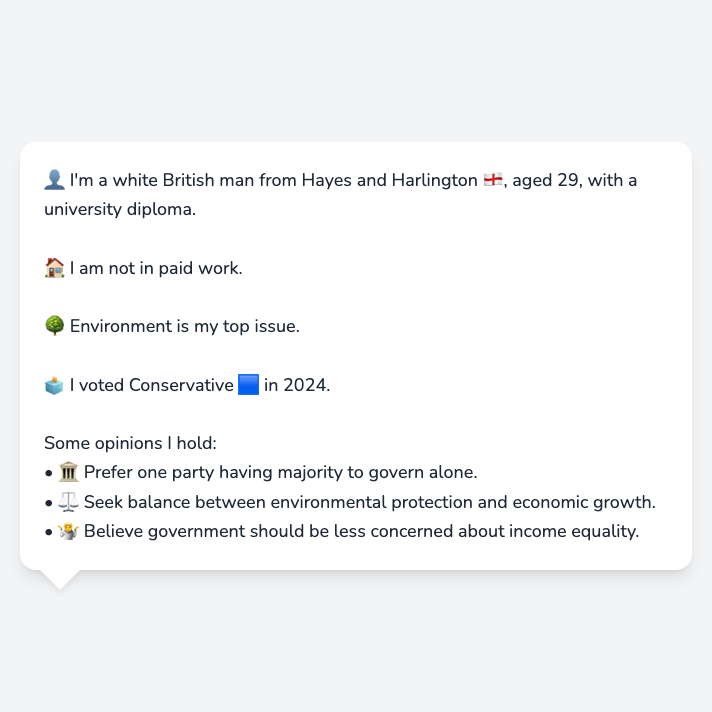 👤 I'm a white British man from Hayes and Harlington 🏴󠁧󠁢󠁥󠁮󠁧󠁿, aged 29, with a
university diploma.
🏠 I am not in paid work.
🌳 Environment is my top issue.
🗳️ I voted Conservative 🟦 in 2024.
Some opinions I hold:
• 🏛️ Prefer one party having majority to govern alone.
• ⚖️ Seek balance between environmental protection and economic growth.
• 🤷 Believe government should be less concerned about income equality.